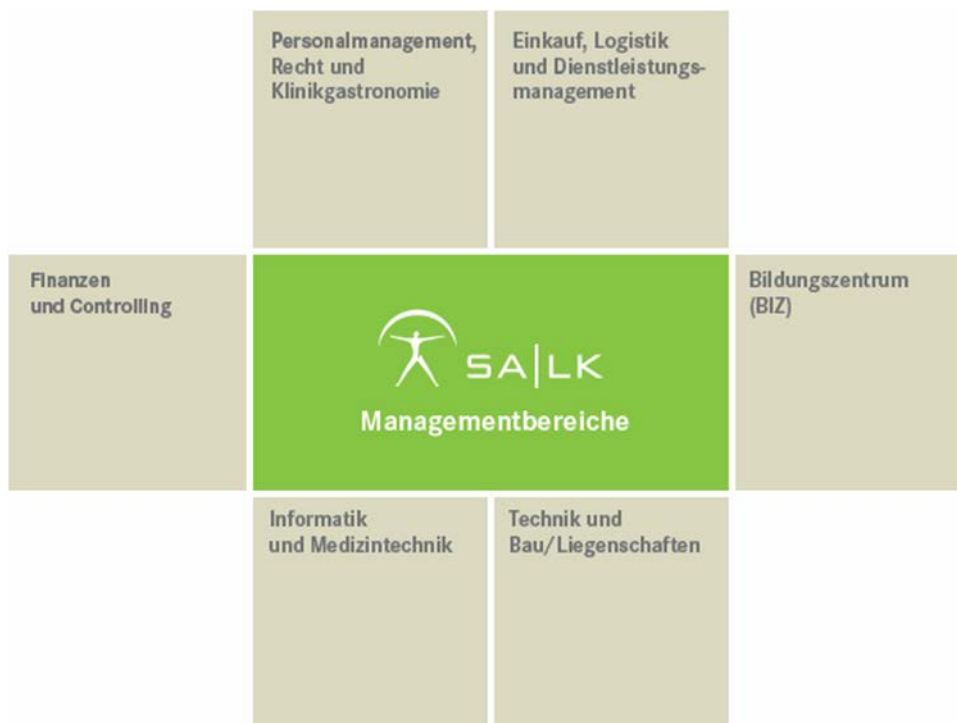 Personalmanagement,
Recht und
Klinikgastronomie
Einkauf, Logistik
und Dienstleistungs-
management
Finanzen
und Controlling
SA|LK
Managementbereiche
Bildungszentrum
(BIZ)
Informatik
und Medizintechnik
Technik und
Bau/Liegenschaften